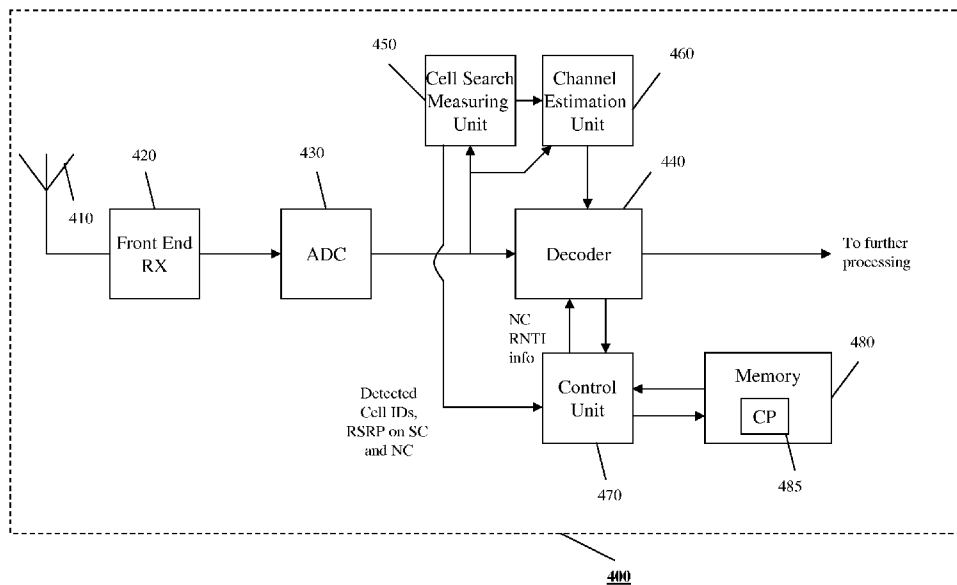 450
460
Cell Search
Measuring
Unit
Channel
Estimation
Unit
420
430
440
410
Front End
RX
ADC
Decoder
To further
processing
NC
RNTI
info
480
Detected
Cell IDs,
RSRP on SC
and NC
Control
Unit
Memory
CP
470
485
400